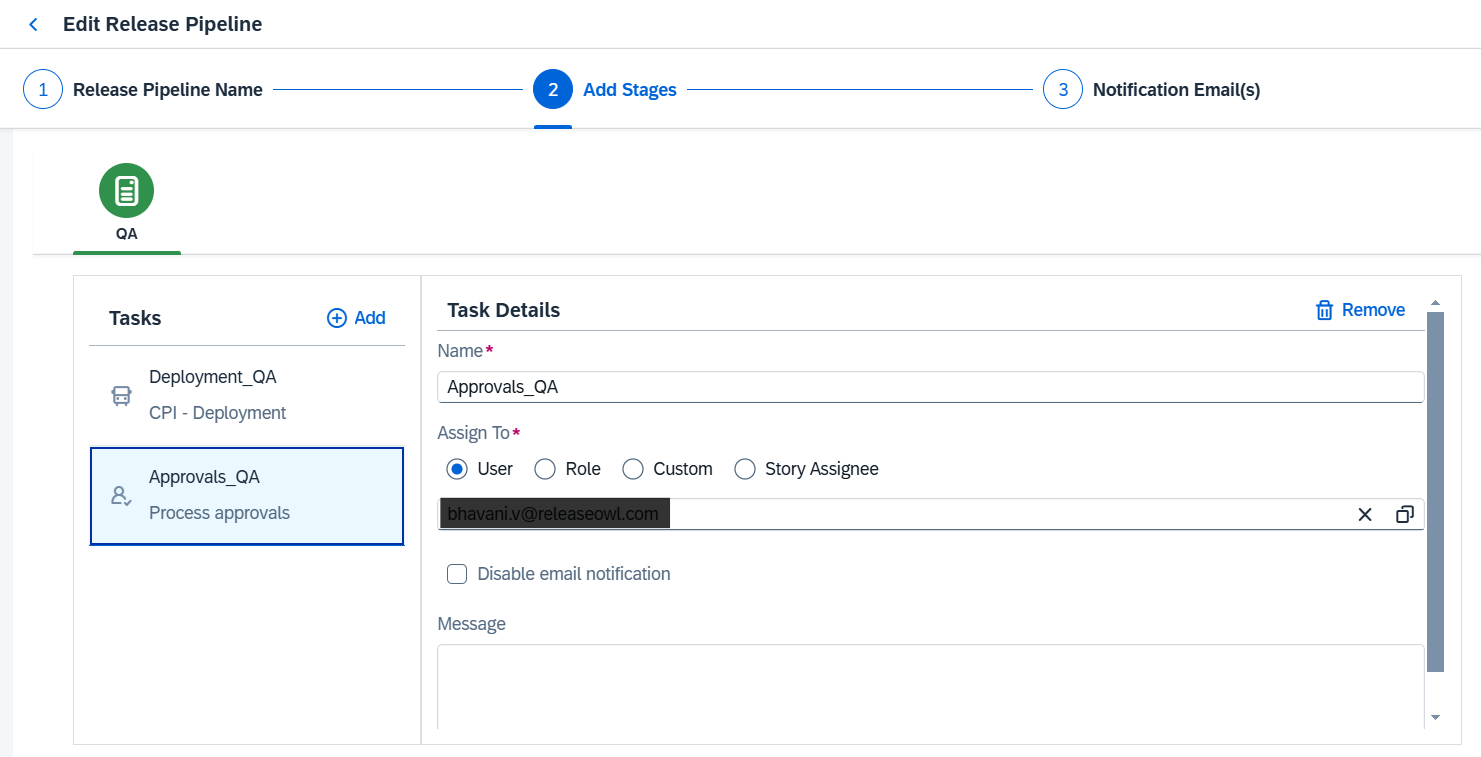 Edit Release Pipeline
1 Release Pipeline Name 2 Add Stages 3 Notification Email(s)
QA
Tasks Add
Deployment_QA
CPI - Deployment
Approvals_QA
Process approvals
Task Details Remove
Name*
Approvals_QA
Assign To*
User Role Custom Story Assignee
bhavani.v@releaseowl.com
Disable email notification
Message